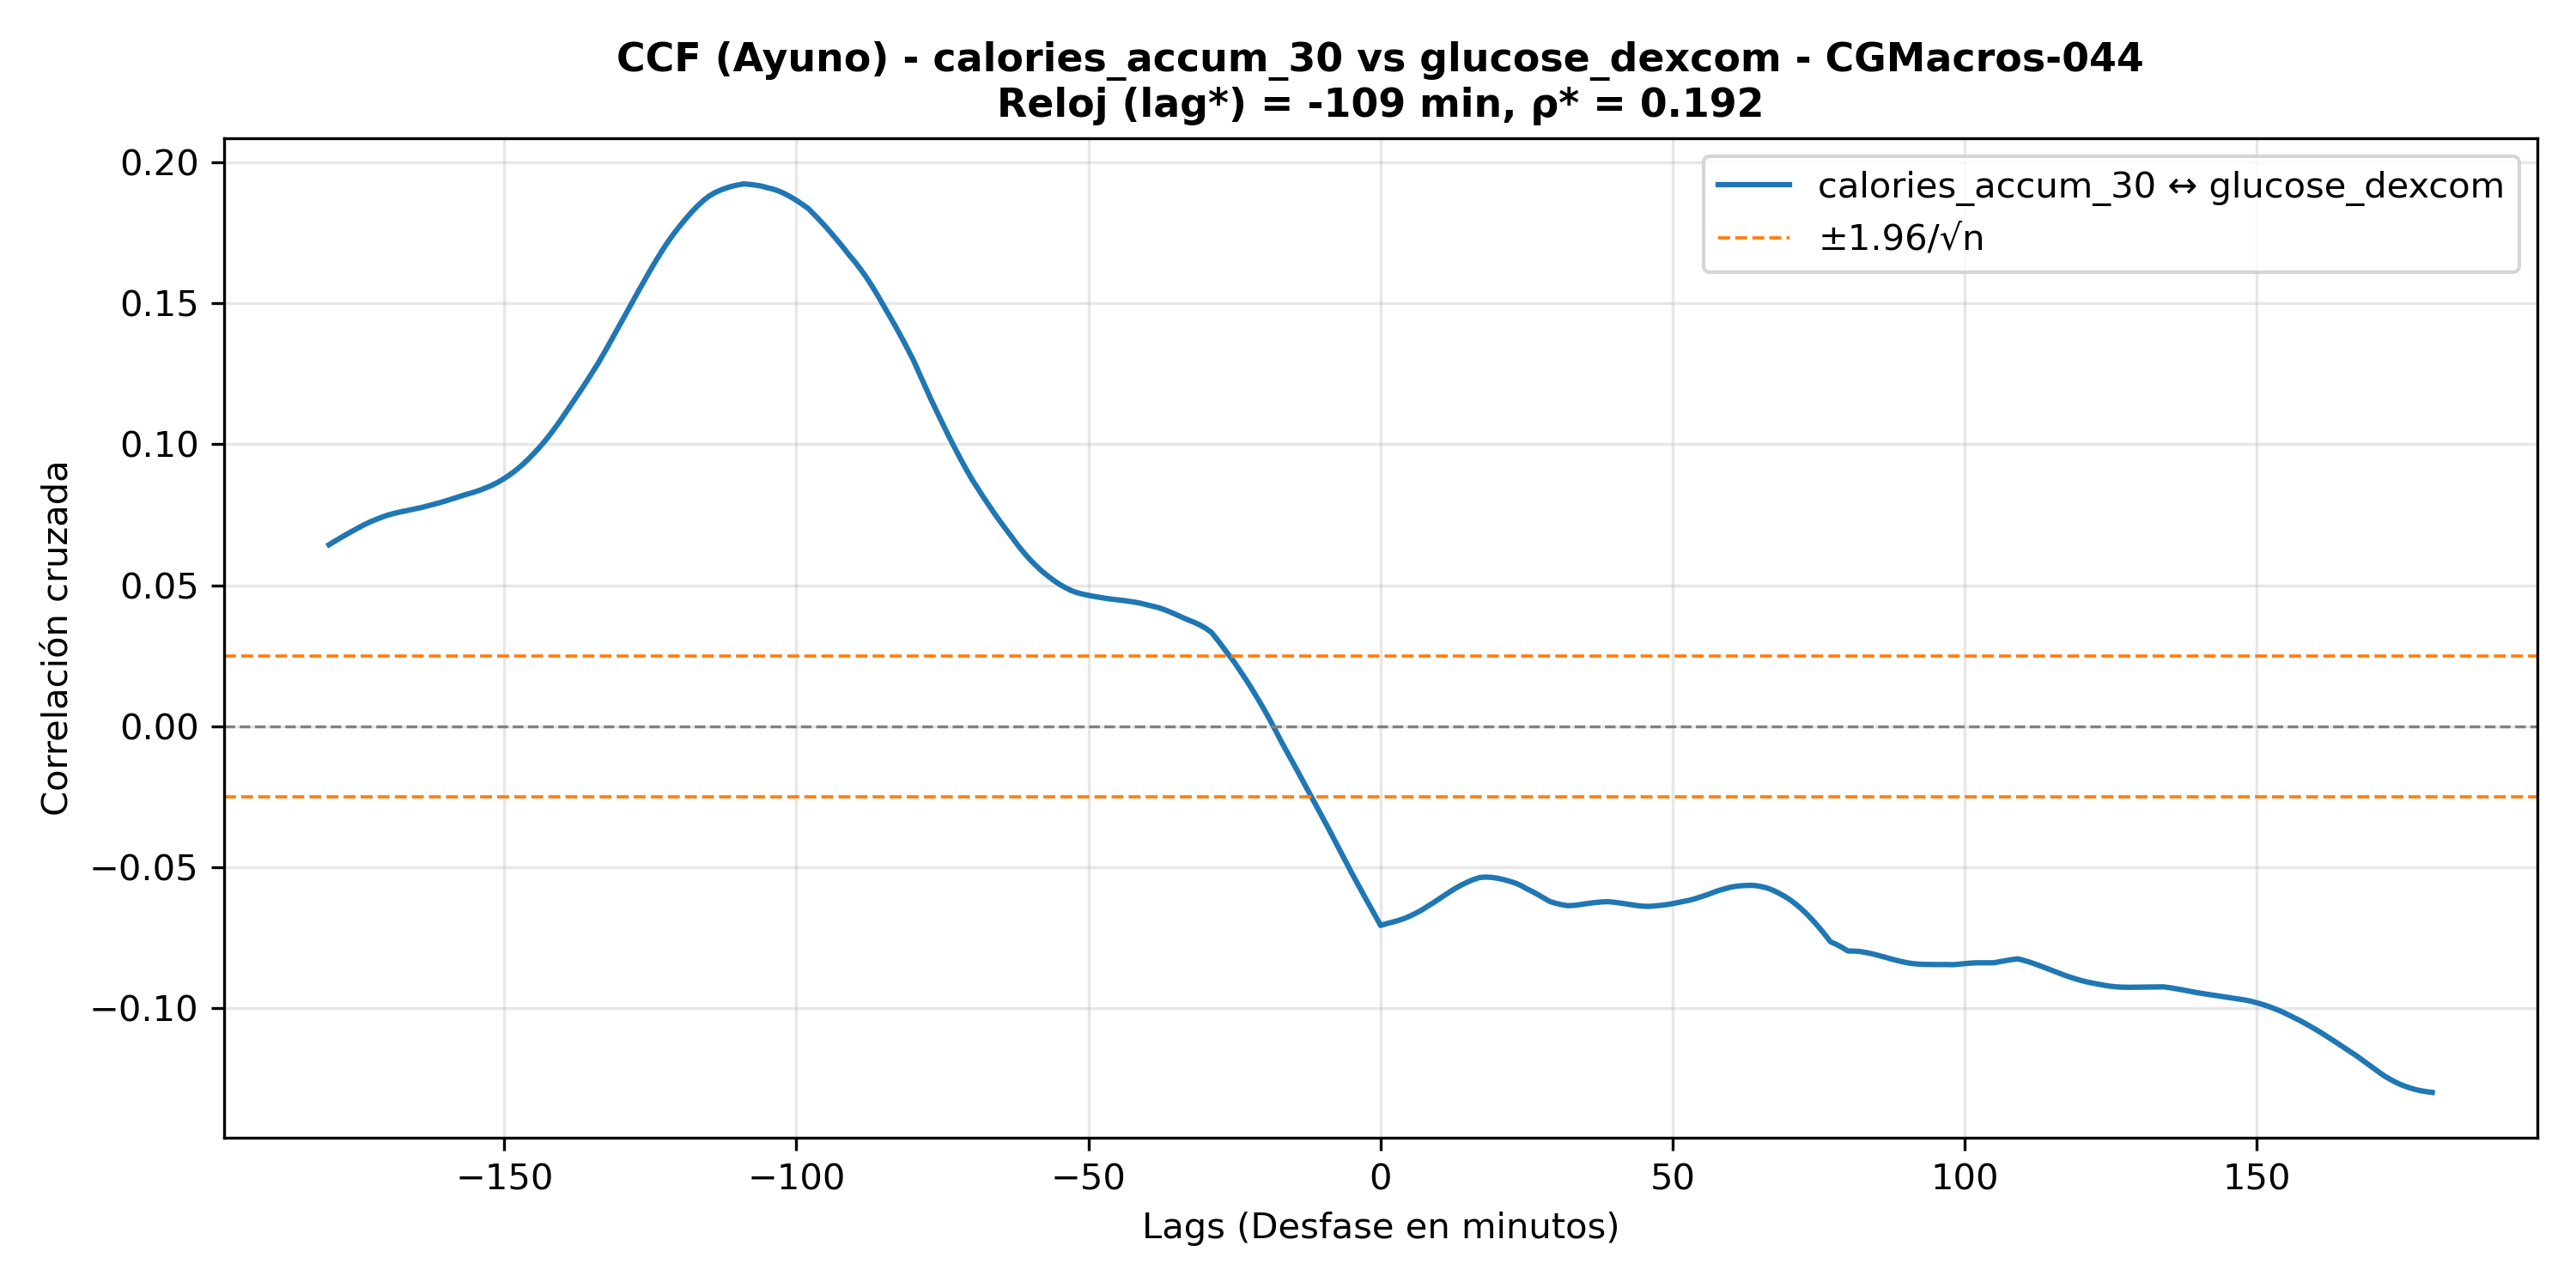 CCF (Ayuno) - calories_accum_30 vs glucose_dexcom - CGMacros-044
Reloj (lag*) = -109 min, ρ* = 0.192
calories_accum_30 ↔ glucose_dexcom
±1.96/√n
Correlación cruzada
0.20
0.15
0.10
0.05
0.00
−0.05
−0.10
−150
−100
−50
0
50
100
150
Lags (Desfase en minutos)